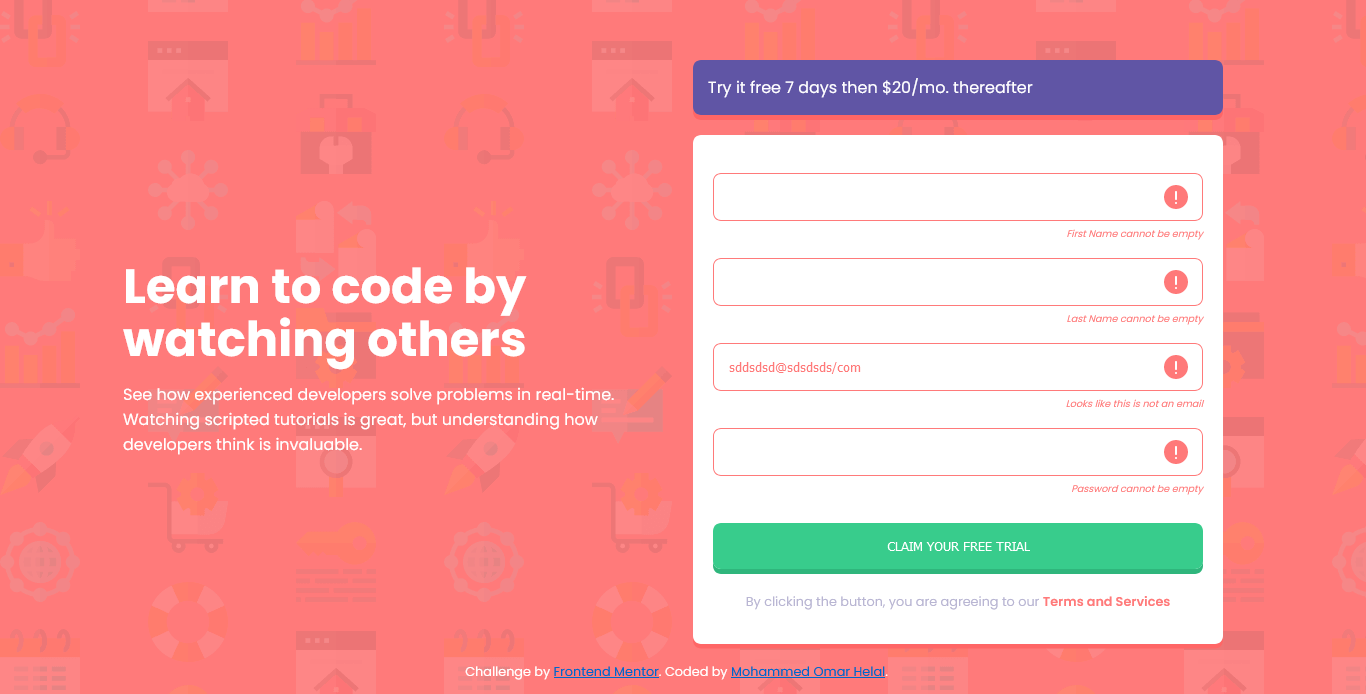 Learn to code by
watching others
See how experienced developers solve problems in real-time.
Watching scripted tutorials is great, but understanding how
developers think is invaluable.
Try it free 7 days then $20/mo. thereafter
!
First Name cannot be empty
!
Last Name cannot be empty
sddsdsd@sdsdsds/com !
Looks like this is not an email
!
Password cannot be empty
CLAIM YOUR FREE TRIAL
By clicking the button, you are agreeing to our Terms and Services
Challenge by Frontend Mentor. Coded by Mohammed Omar Helal.